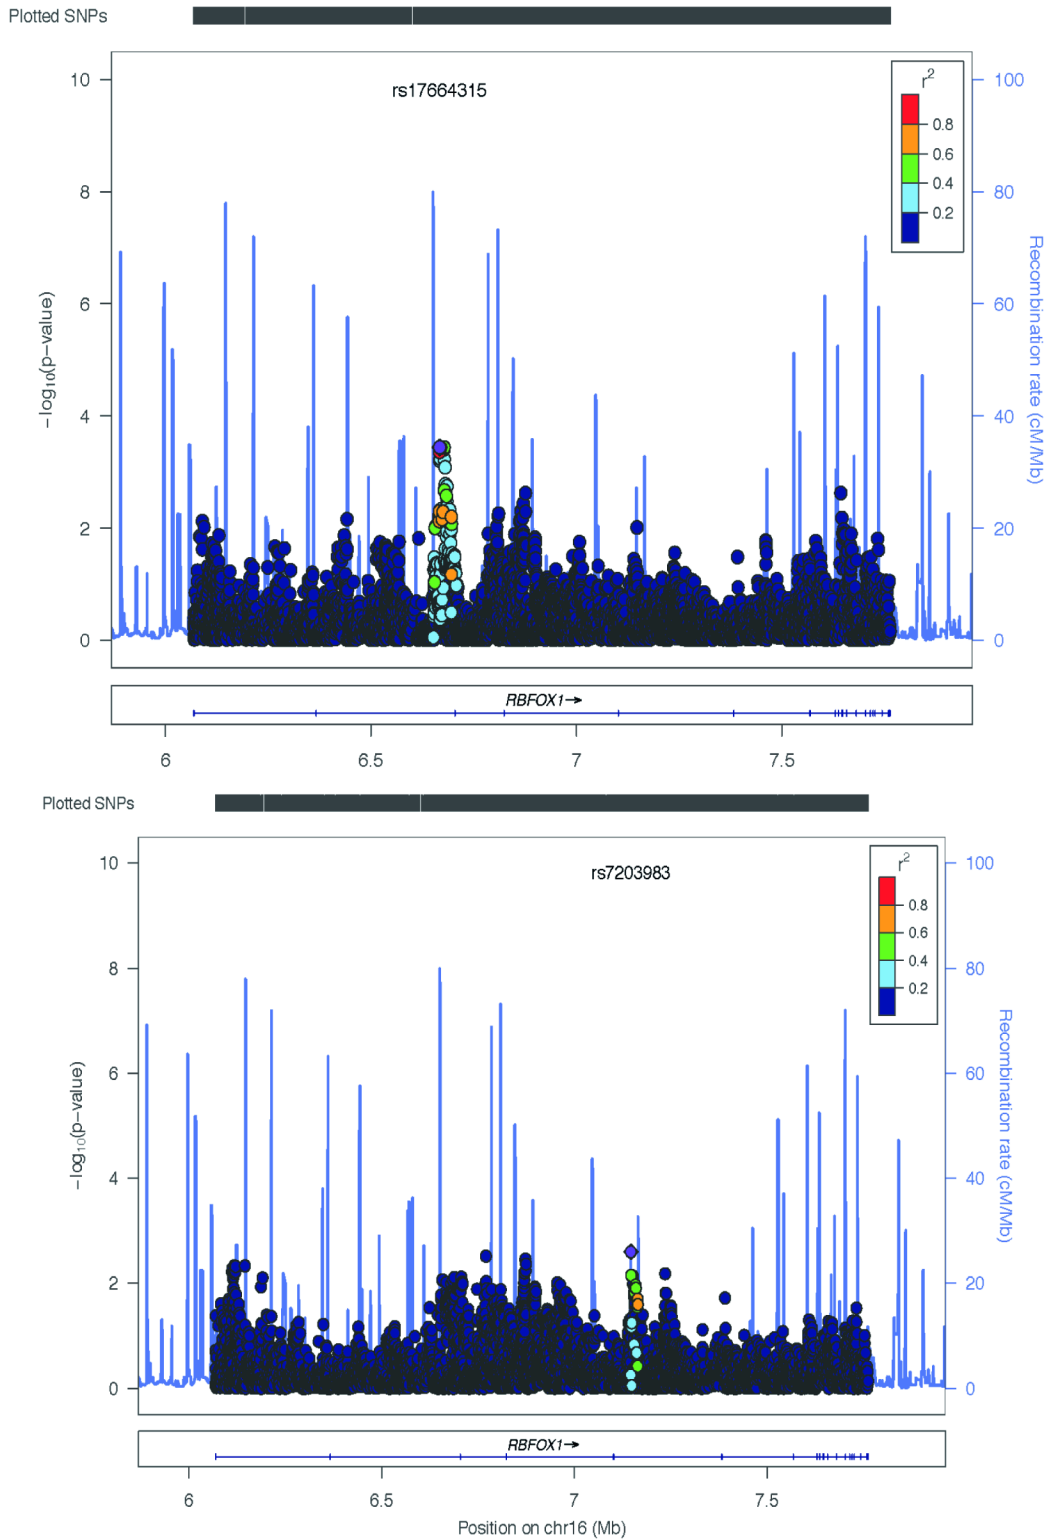 Plotted SNPs
rs17664315
r2
0.8
0.6
0.4
0.2
10
8
6
4
2
0
−log10(p−value)
100
80
60
40
20
0
Recombination rate (cM/Mb)
RBFOX1→
6 6.5 7 7.5
Plotted SNPs
rs7203983
r2
0.8
0.6
0.4
0.2
10
8
6
4
2
0
−log10(p−value)
100
80
60
40
20
0
Recombination rate (cM/Mb)
RBFOX1→
6 6.5 7 7.5
Position on chr16 (Mb)